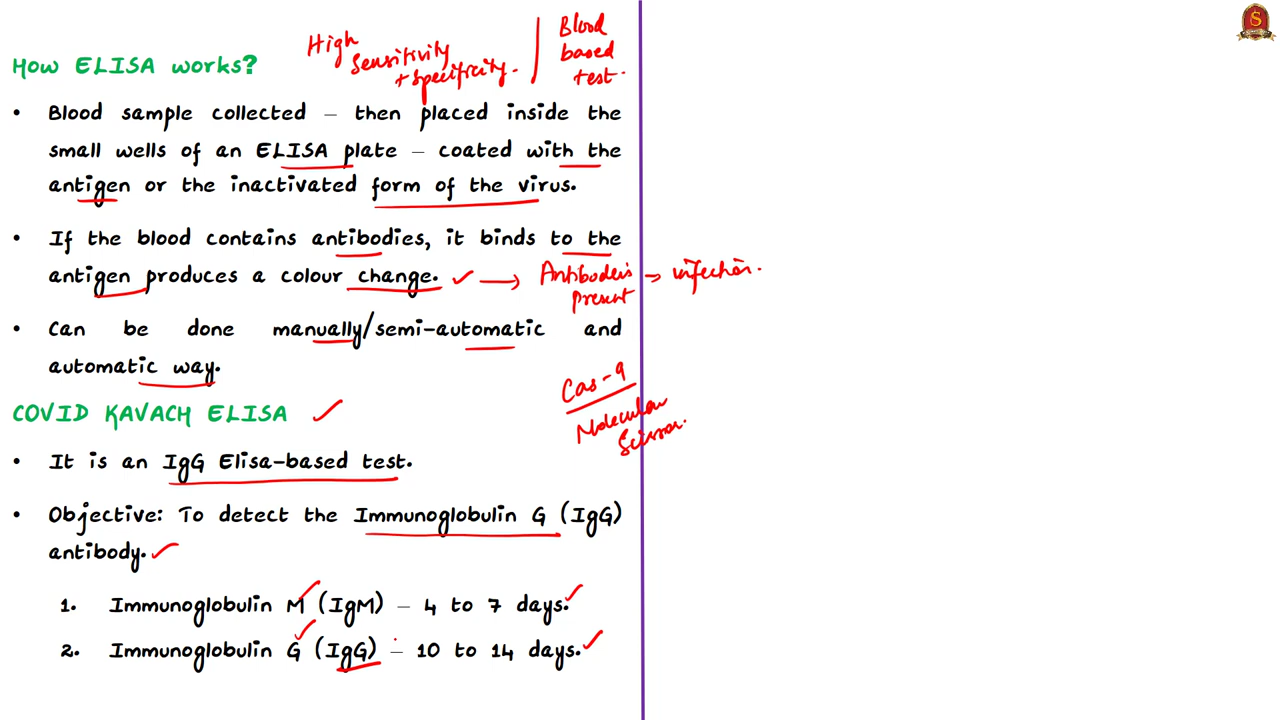 High
Sensitivity
+ Specificity.
Blood
based
test.
How ELISA works?
• Blood sample collected – then placed inside the
small wells of an ELISA plate – coated with the
antigen or the inactivated form of the virus.
• If the blood contains antibodies, it binds to the
antigen produces a colour change.
Antibodeis
present
→ infection.
• Can be done manually/semi-automatic and
automatic way.
Cas-9
Molecular
Scissor.
COVID KAVACH ELISA
• It is an IgG Elisa-based test.
• Objective: To detect the Immunoglobulin G (IgG)
antibody.
1. Immunoglobulin M (IgM) – 4 to 7 days.
2. Immunoglobulin G (IgG) – 10 to 14 days.
S